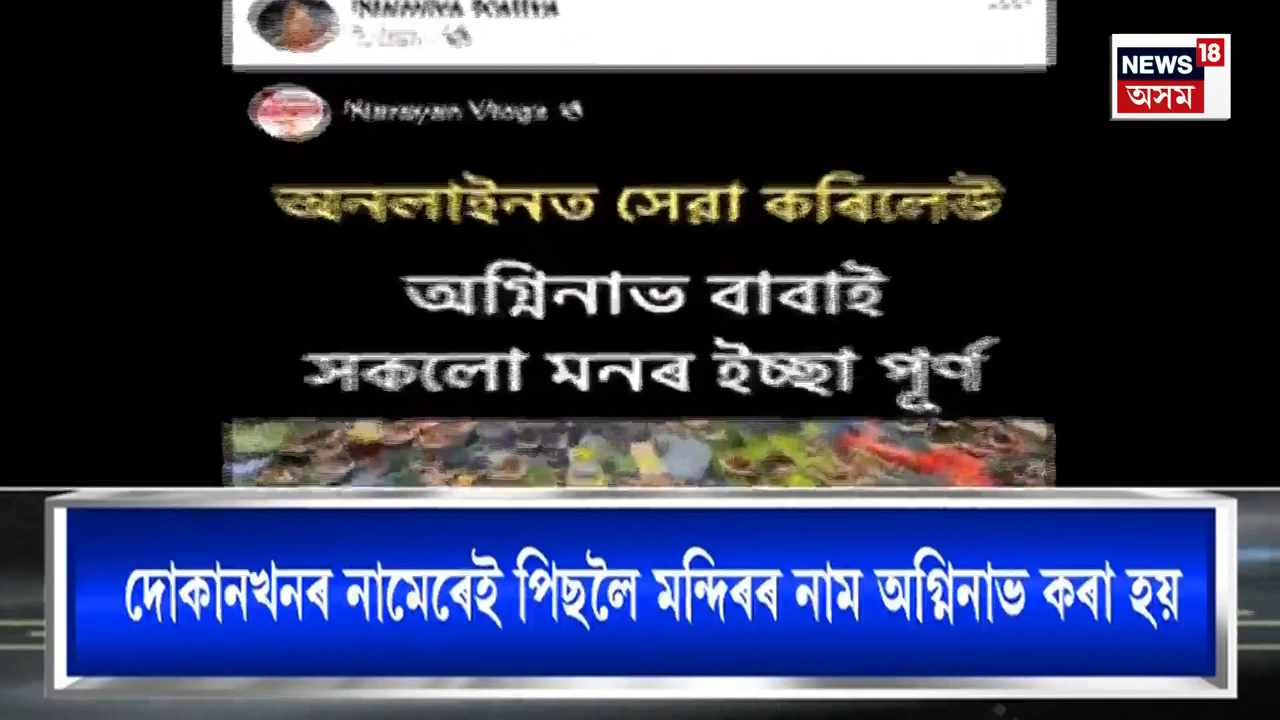 NEWS 18
অসম
Narayan Vlogs
অনলাইনত সেৱা কৰিলেউ
অগ্নিনাভ বাবাই
সকলো মনৰ ইচ্ছা পূৰ্ণ
দোকানখনৰ নামেৰেই পিছলৈ মন্দিৰৰ নাম অগ্নিনাভ কৰা হয়